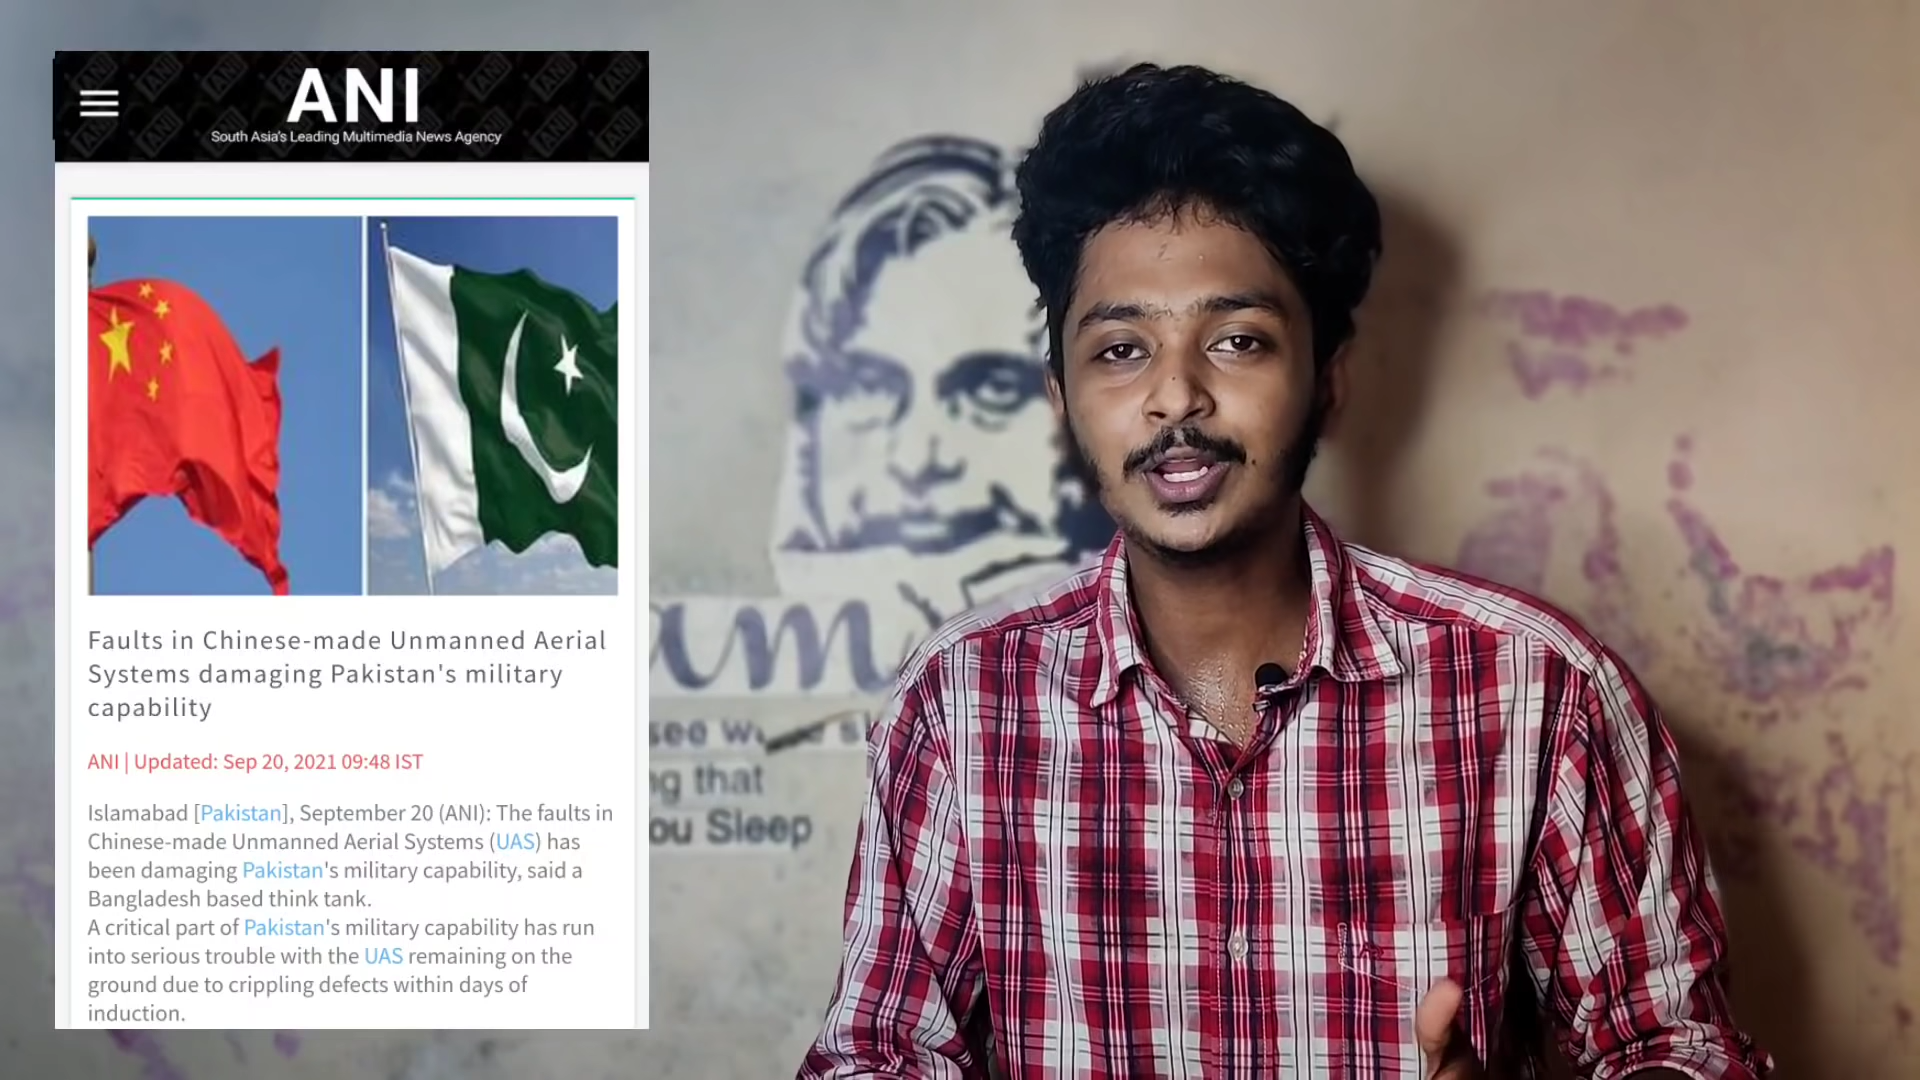 ANI
South Asia's Leading Multimedia News Agency
Faults in Chinese-made Unmanned Aerial
Systems damaging Pakistan's military
capability
ANI | Updated: Sep 20, 2021 09:48 IST
Islamabad [Pakistan], September 20 (ANI): The faults in
Chinese-made Unmanned Aerial Systems (UAS) has
been damaging Pakistan's military capability, said a
Bangladesh based think tank.
A critical part of Pakistan's military capability has run
into serious trouble with the UAS remaining on the
ground due to crippling defects within days of
induction.
am
see
ng that
ou Sleep